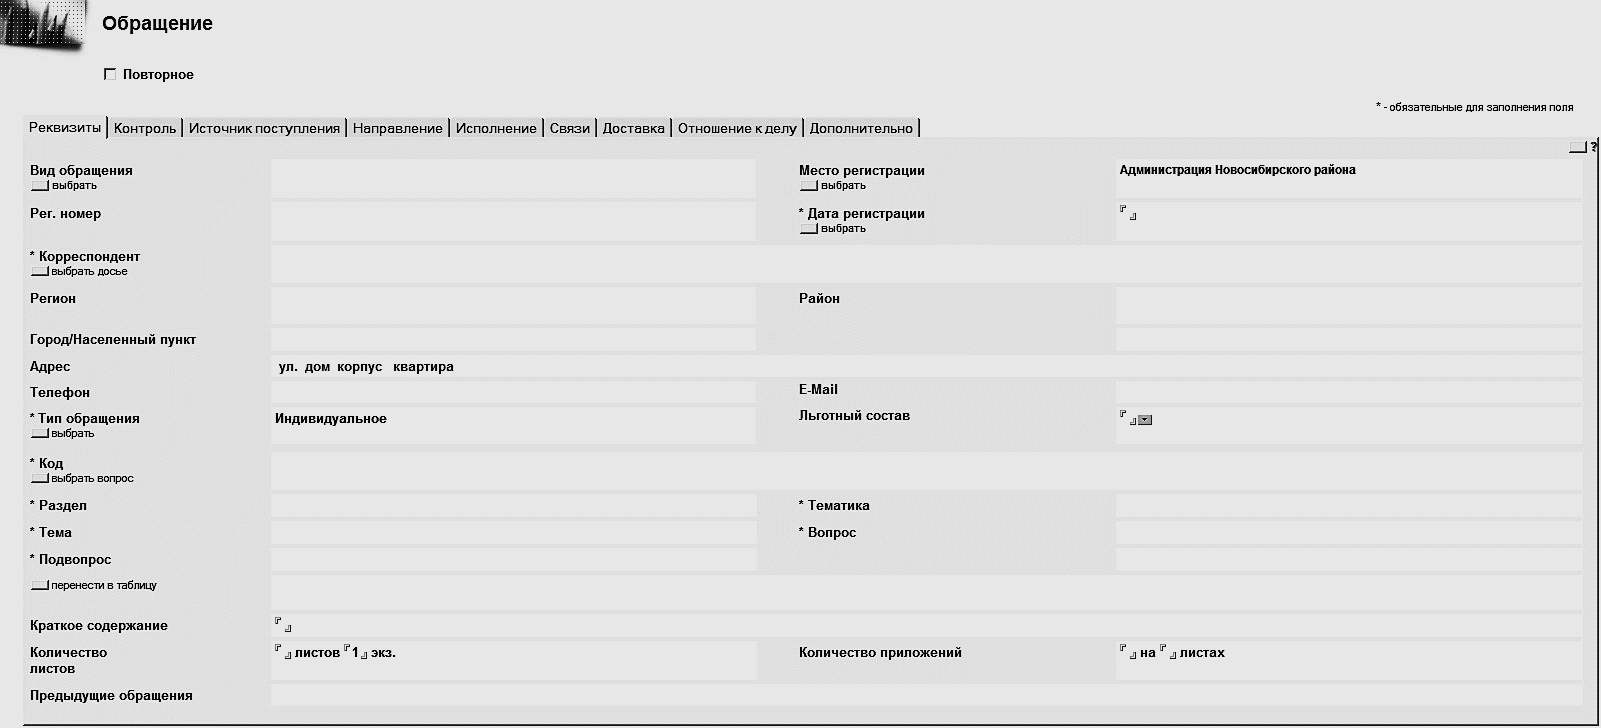 Обращение
Повторное
* - обязательные для заполнения поля
Реквизиты Контроль Источник поступления Направление Исполнение Связи Доставка Отношение к делу Дополнительно
?
Вид обращения Место регистрации Администрация Новосибирского района
выбрать выбрать
Рег. номер * Дата регистрации
выбрать
* Корреспондент
выбрать досье
Регион Район
Город/Населенный пункт
Адрес ул. дом корпус квартира
Телефон E-Mail
* Тип обращения Индивидуальное Льготный состав
выбрать
* Код
выбрать вопрос
* Раздел * Тематика
* Тема * Вопрос
* Подвопрос
перенести в таблицу
Краткое содержание
Количество листов 1 экз. Количество приложений на листах
листов
Предыдущие обращения